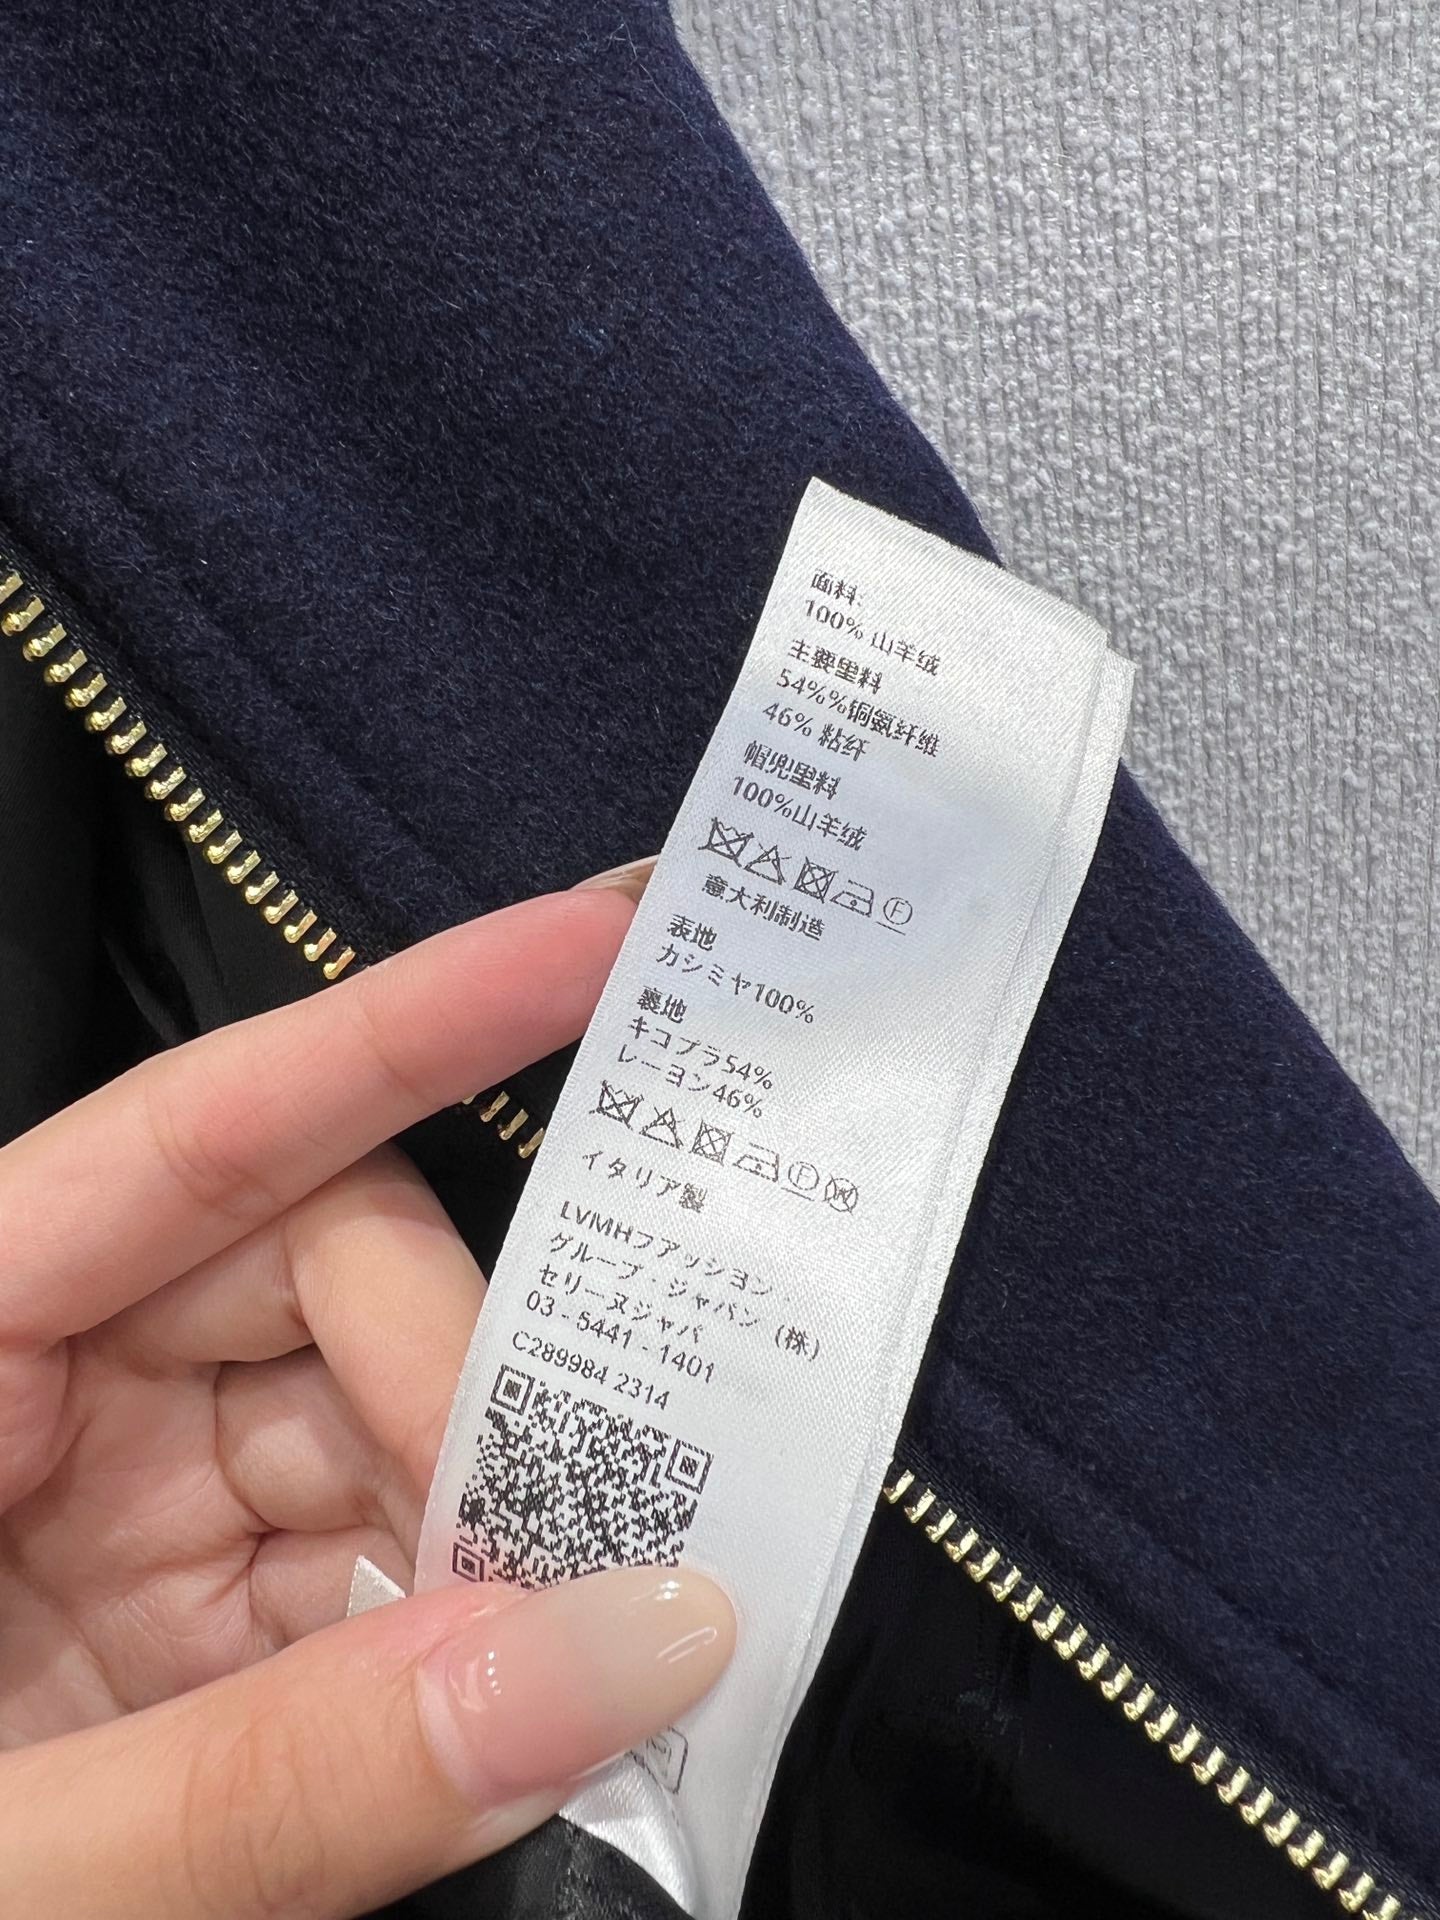 面料:
100% 山羊绒
主要里料
54%%铜氨纤维
46% 粘纤
帽兜里料
100%山羊绒
F
意大利制造
表地
カシミヤ100%
裏地
キコプラ54%
レーヨン46%
F W
イタリア製
LVMHファッション・
グループ・ジャパン (株)
セリーヌジャパ
03 - 5441 - 1401
C289984 2314